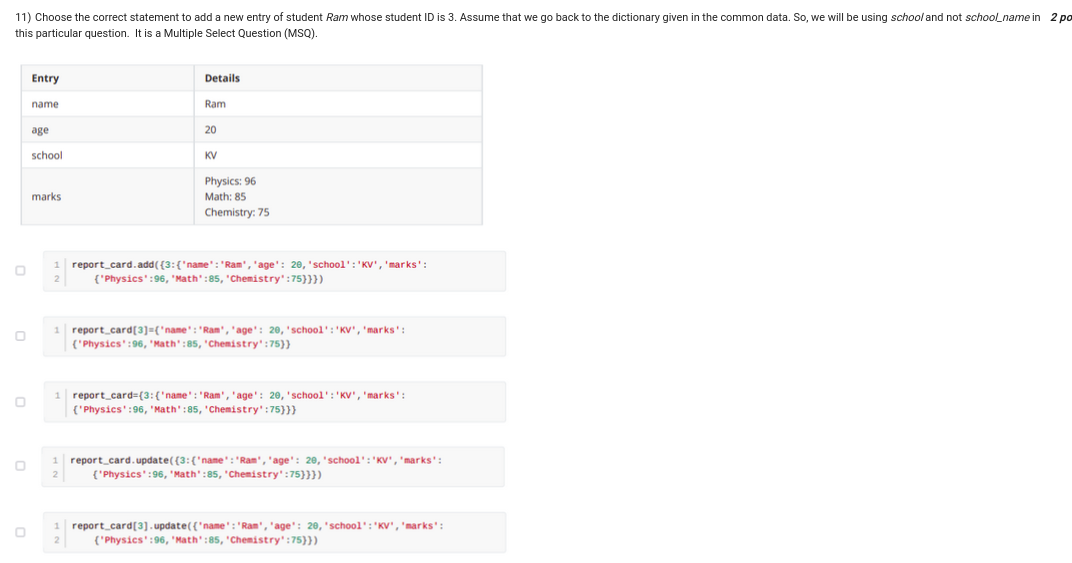 11) Choose the correct statement to add a new entry of student Ram whose student ID is 3. Assume that we go back to the dictionary given in the common data. So, we will be using school and not school_name in 2 po
this particular question. It is a Multiple Select Question (MSQ).
Entry Details
name Ram
age 20
school KV
marks Physics: 96
Math: 85
Chemistry: 75
1 report_card.add({3:{'name':'Ram','age': 20,'school':'KV','marks':
2 {'Physics':96,'Math':85,'Chemistry':75}}})
1 report_card[3]={'name':'Ram','age': 20,'school':'KV','marks':
{'Physics':96,'Math':85,'Chemistry':75}}
1 report_card={3:{'name':'Ram','age': 20,'school':'KV','marks':
{'Physics':96,'Math':85,'Chemistry':75}}}
1 report_card.update({3:{'name':'Ram','age': 20,'school':'KV','marks':
2 {'Physics':96,'Math':85,'Chemistry':75}}})
1 report_card[3].update({'name':'Ram','age': 20,'school':'KV','marks':
2 {'Physics':96,'Math':85,'Chemistry':75}})